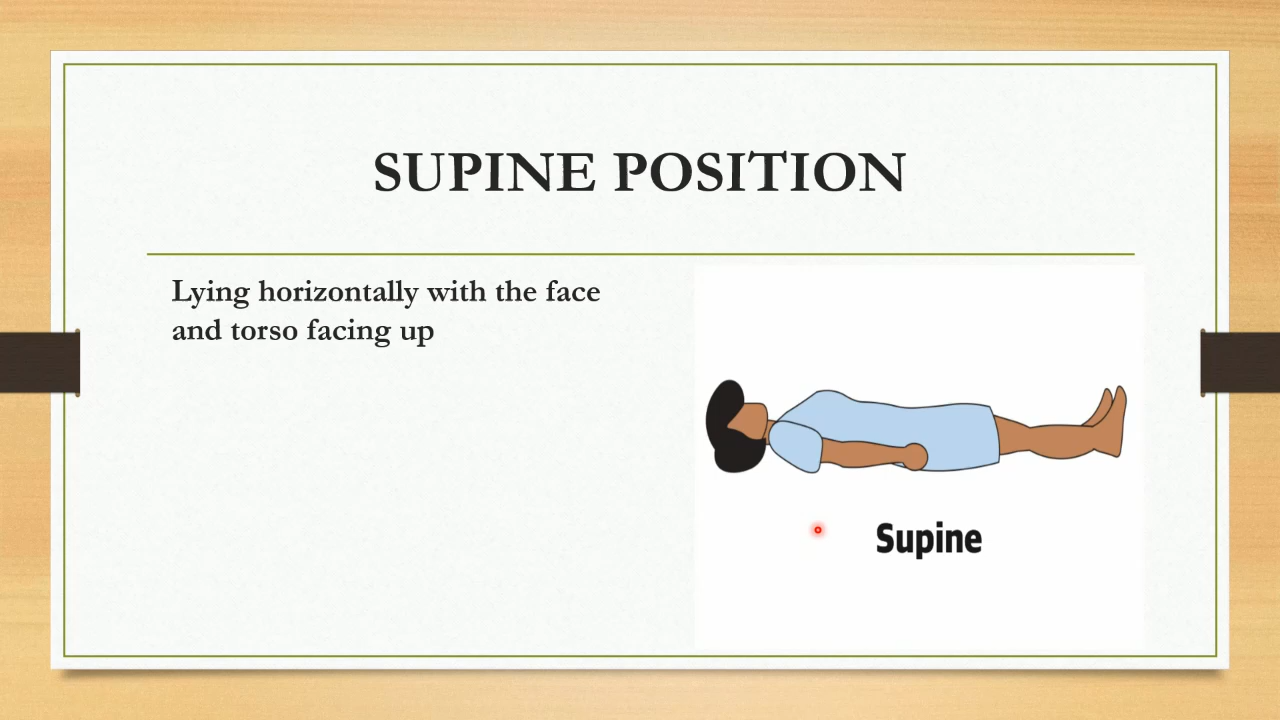 SUPINE POSITION
Lying horizontally with the face
and torso facing up
Supine